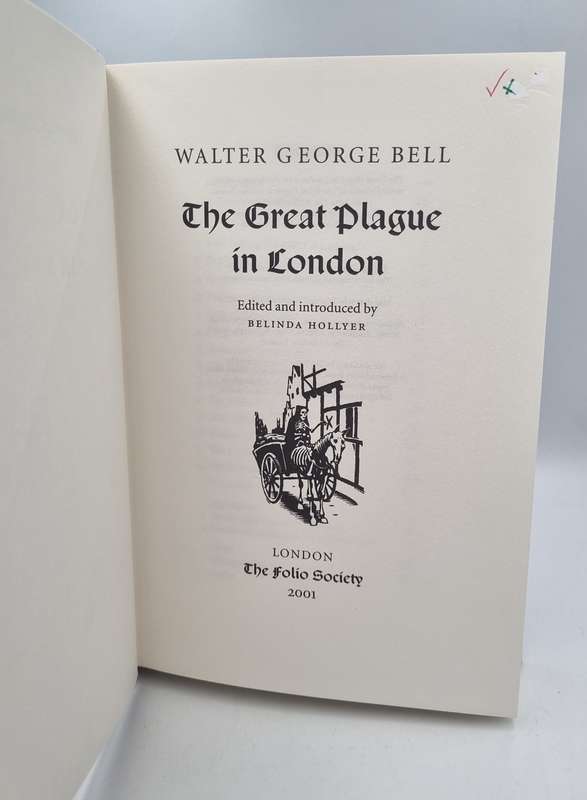 WALTER GEORGE BELL
The Great Plague
in London
Edited and introduced by
BELINDA HOLLYER
LONDON
The Folio Society
2001